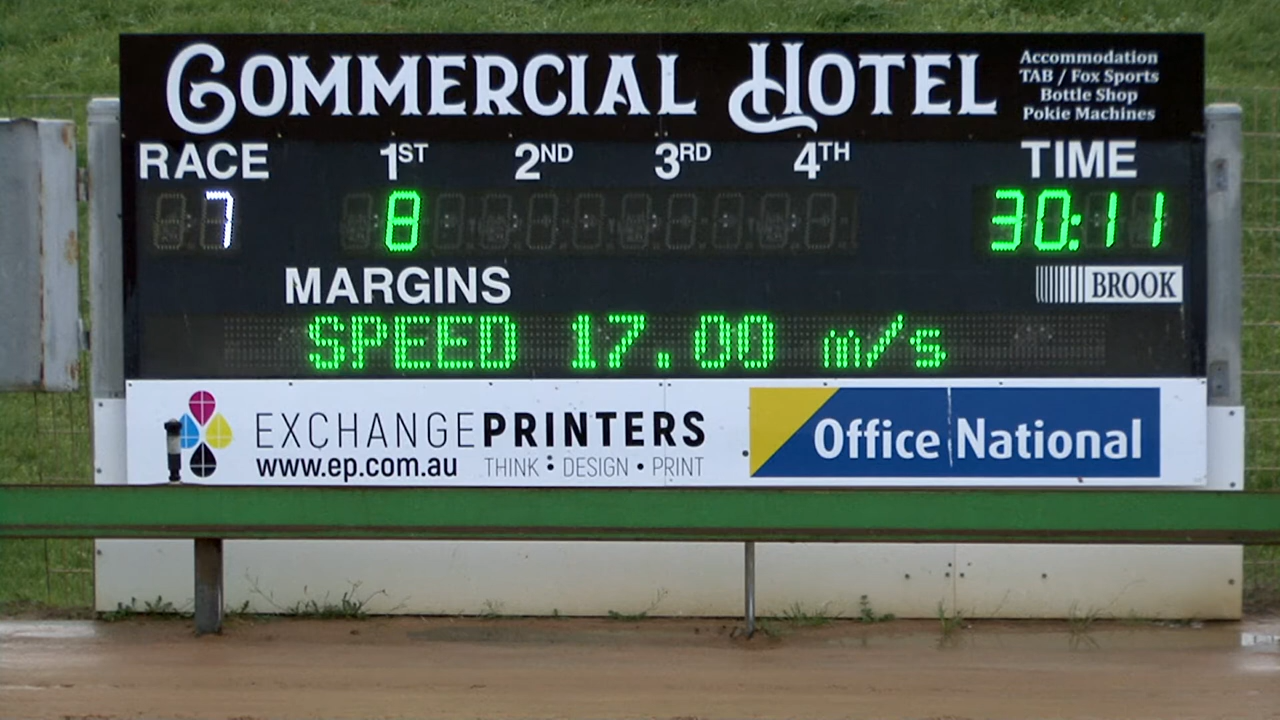 COMMERCIAL HOTEL
Accommodation
TAB / Fox Sports
Bottle Shop
Pokie Machines
RACE 1ST 2ND 3RD 4TH TIME
7 8 30:11
MARGINS
BROOK
SPEED 17.00 m/s
EXCHANGEPRINTERS
www.ep.com.au THINK • DESIGN • PRINT
Office National